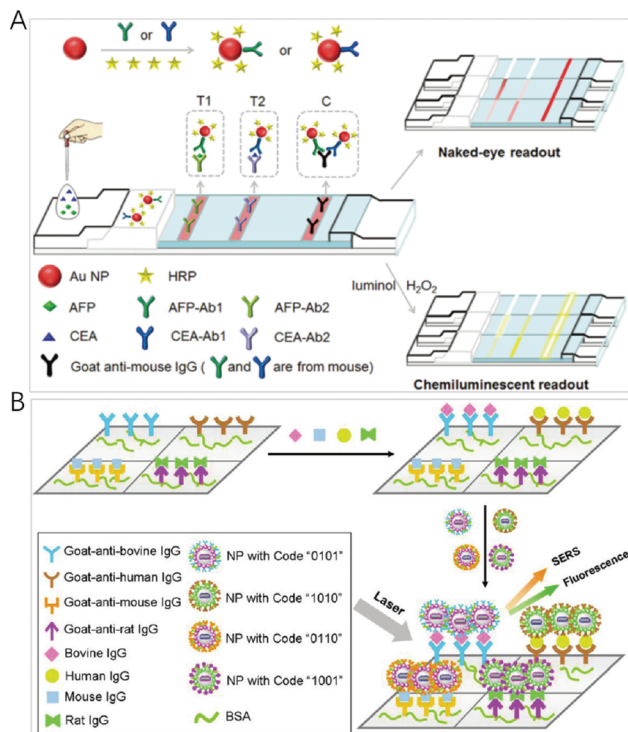 A
or
or
T1
T2
C
Naked-eye readout
Au NP
HRP
luminol H₂O₂
AFP
AFP-Ab1
AFP-Ab2
CEA
CEA-Ab1
CEA-Ab2
Goat anti-mouse IgG ( and are from mouse)
Chemiluminescent readout
B
Goat-anti-bovine IgG
Goat-anti-human IgG
Goat-anti-mouse IgG
Goat-anti-rat IgG
Bovine IgG
Human IgG
Mouse IgG
Rat IgG
NP with Code "0101"
NP with Code "1010"
NP with Code "0110"
NP with Code "1001"
BSA
Laser
SERS
Fluorescence